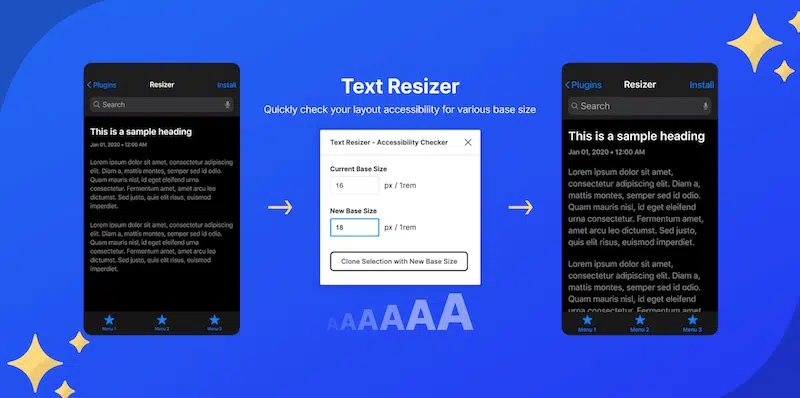 Plugins Resizer Install
Search
This is a sample heading
Jan 01, 2020 • 12:00 AM
Lorem ipsum dolor sit amet, consectetur adipiscing
elit. Diam a, mattis montes, semper sed id odio.
Quam mauris nisl, id eget eleifend urna
consectetur. Fermentum amet, amet arcu leo
dictumst. Sed justo, quis elit risus, euismod
imperdiet.
Lorem ipsum dolor sit amet, consectetur adipiscing
elit. Diam a, mattis montes, semper sed id odio.
Quam mauris nisl, id eget eleifend urna
consectetur. Fermentum amet, amet arcu leo
dictumst. Sed justo, quis elit risus, euismod
imperdiet.
Menu 1 Menu 2 Menu 3
Text Resizer
Quickly check your layout accessibility for various base size
Text Resizer - Accessibility Checker
Current Base Size
16 px / 1rem
New Base Size
18 px / 1rem
Clone Selection with New Base Size
AAAAAA
Plugins Resizer Install
Search
This is a sample heading
Jan 01, 2020 • 12:00 AM
Lorem ipsum dolor sit amet,
consectetur adipiscing elit. Diam a,
mattis montes, semper sed id odio.
Quam mauris nisl, id eget eleifend
urna consectetur. Fermentum amet,
amet arcu leo dictumst. Sed justo,
quis elit risus, euismod imperdiet.
Lorem ipsum dolor sit amet,
consectetur adipiscing elit. Diam a,
mattis montes, semper sed id odio.
Quam mauris nisl, id eget eleifend
urna consectetur. Fermentum amet,
Menu 1 Menu 2 Menu 3